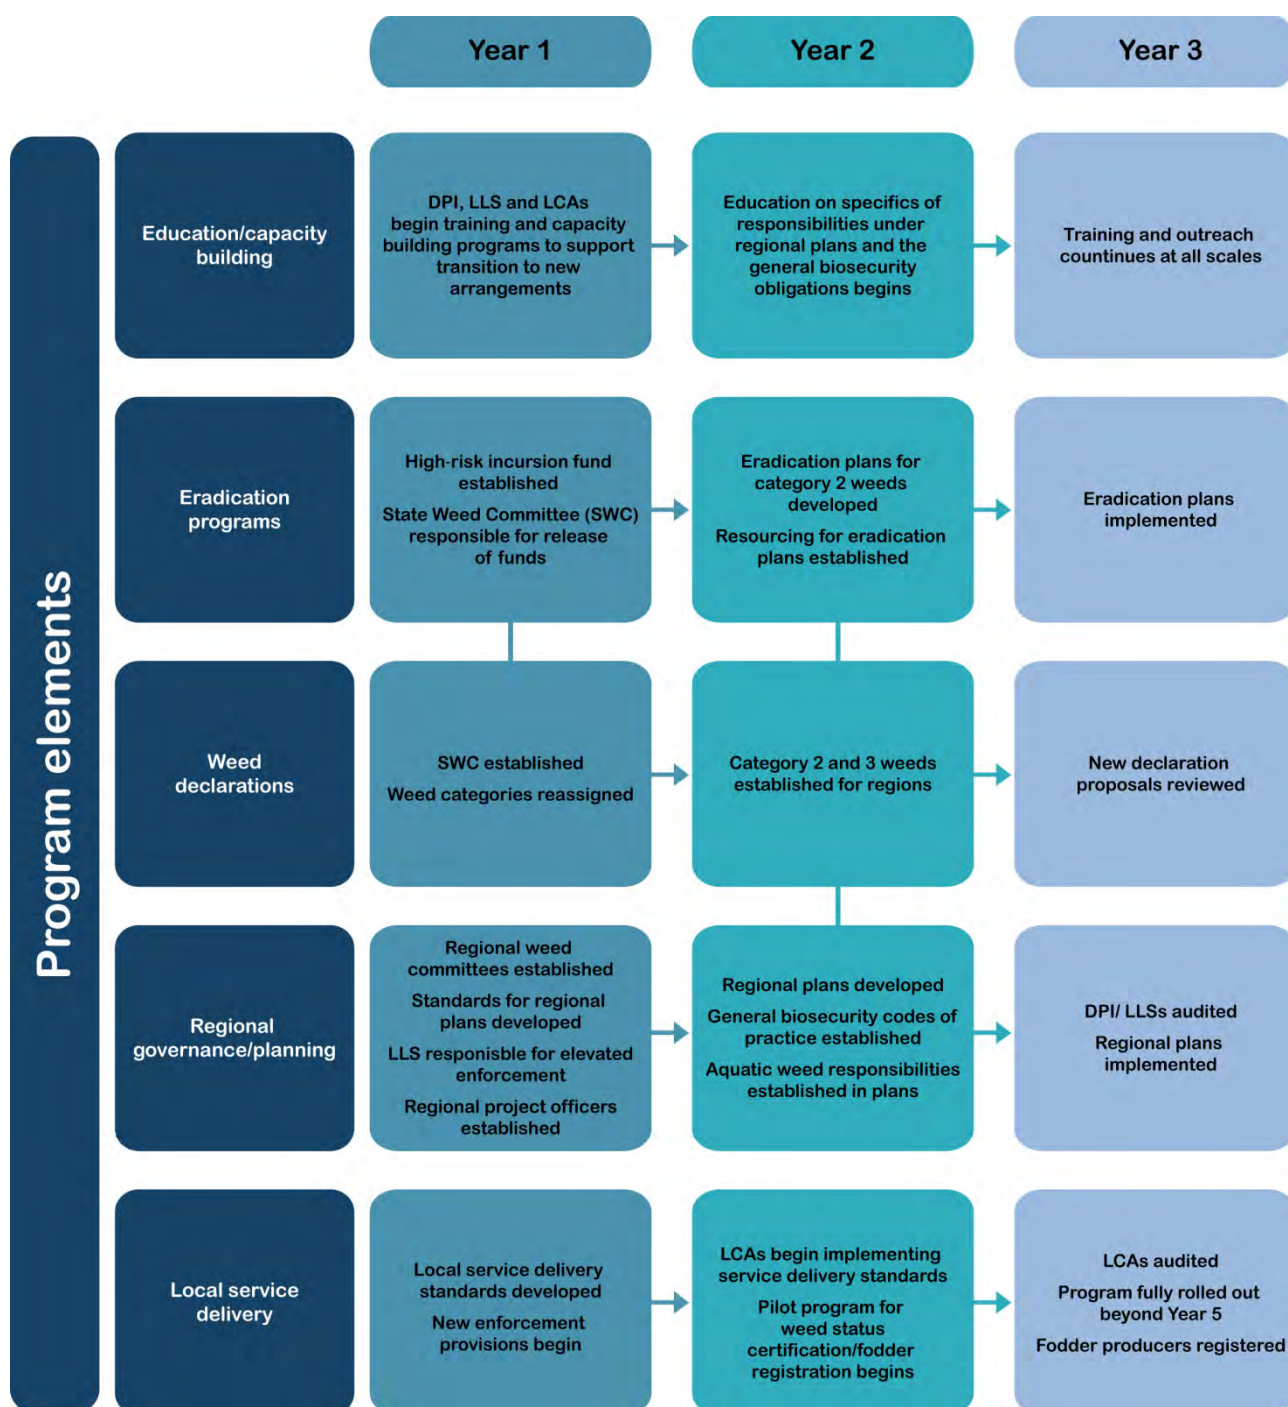 Year 1
Year 2
Year 3
Program elements
Education/capacity
building
DPI, LLS and LCAs
begin training and capacity
building programs to support
transition to new
arrangements
Education on specifics of
responsibilities under
regional plans and the
general biosecurity
obligations begins
Training and outreach
countinues at all scales
Eradication
programs
High-risk incursion fund
established
State Weed Committee (SWC)
responsible for release
of funds
Eradication plans for
category 2 weeds
developed
Resourcing for eradication
plans established
Eradication plans
implemented
Weed
declarations
SWC established
Weed categories reassigned
Category 2 and 3 weeds
established for regions
New declaration
proposals reviewed
Regional
governance/planning
Regional weed
committees established
Standards for regional
plans developed
LLS responisble for elevated
enforcement
Regional project officers
established
Regional plans developed
General biosecurity codes of
practice established
Aquatic weed responsibilities
established in plans
DPI/ LLSs audited
Regional plans
implemented
Local service
delivery
Local service delivery
standards developed
New enforcement
provisions begin
LCAs begin implementing
service delivery standards
Pilot program for
weed status
certification/fodder
registration begins
LCAs audited
Program fully rolled out
beyond Year 5
Fodder producers registered